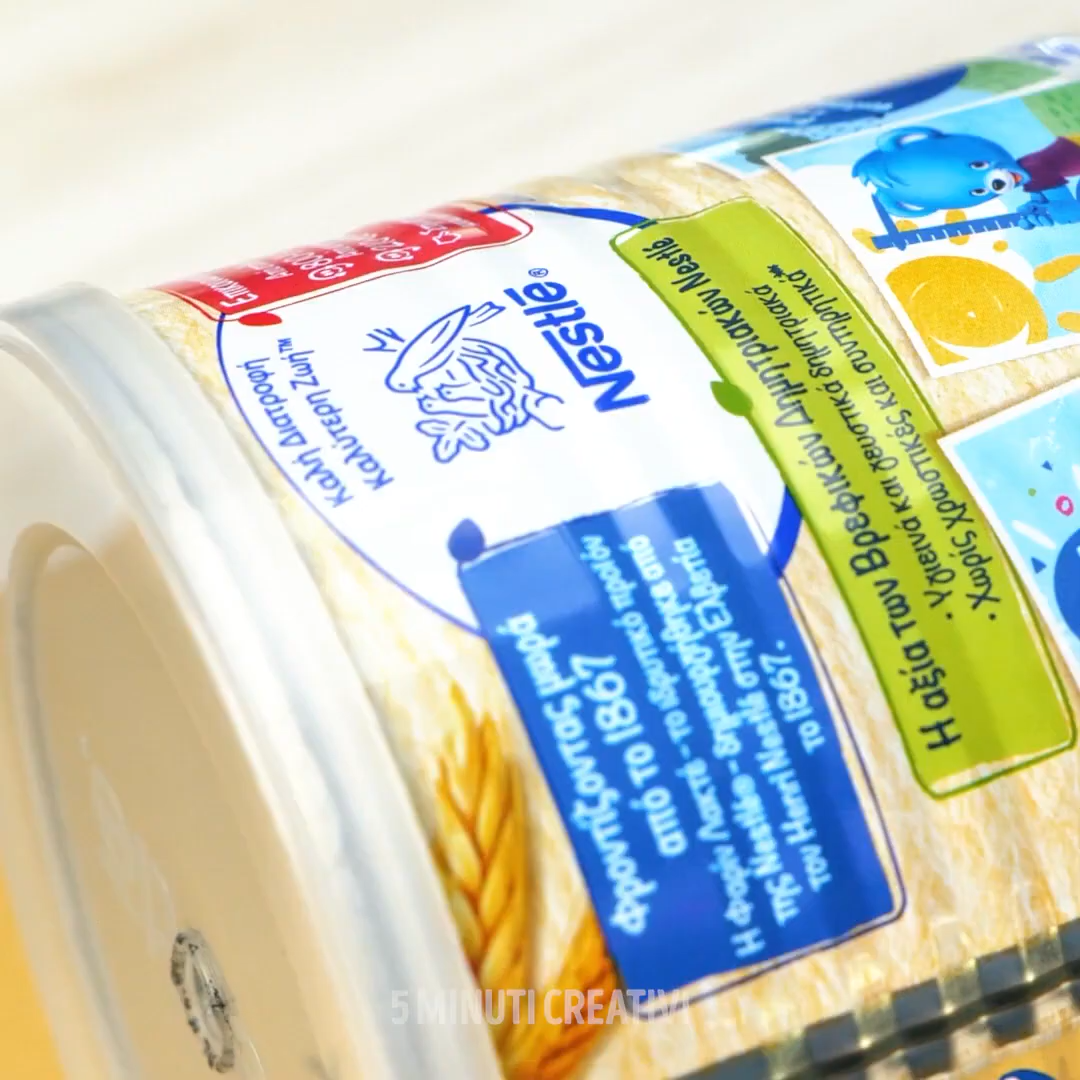 Καλή Διατροφή
Καλύτερη Ζωή™
Nestlé®
Φροντίζοντας μωρά
από το 1867
Η Φαρίν Λακτέ - το ιδρυτικό προϊόν
της Nestlé - δημιουργήθηκε από
τον Henri Nestlé στην Ελβετία
το 1867.
Η αξία των Βρεφικών Δημητριακών Nestlé
• Υγιεινά και γευστικά δημητριακά
• Χωρίς Χρωστικές και συντηρητικά**
5 MINUTI CREATIVI